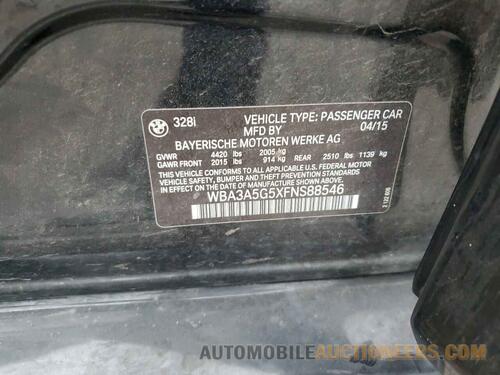 328i VEHICLE TYPE: PASSENGER CAR
MFD BY 04/15
BAYERISCHE MOTOREN WERKE AG
GVWR 4420 lbs 2005 kg
GAWR FRONT 2015 lbs 914 kg REAR 2510 lbs 1139 kg
THIS VEHICLE CONFORMS TO ALL APPLICABLE U.S. FEDERAL MOTOR
VEHICLE SAFETY, BUMPER, AND THEFT PREVENTION STANDARDS IN
EFFECT ON THE DATE OF MANUFACTURE SHOWN ABOVE.
WBA3A5G5XFNS88546
AUTOMOBILEAUCTIONEERS.COM